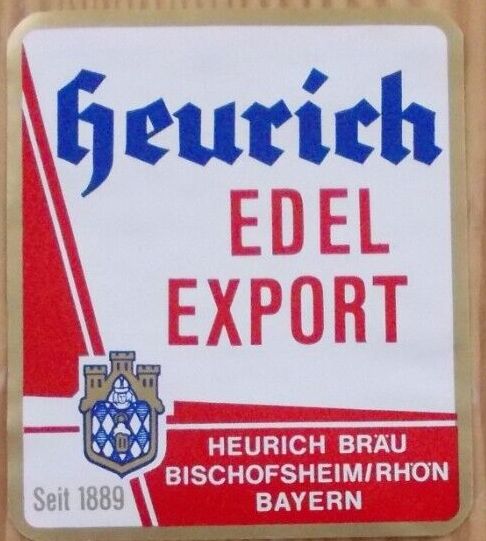 Heurich
EDEL
EXPORT
HEURICH BRÄU
BISCHOFSHEIM/RHÖN
BAYERN
Seit 1889